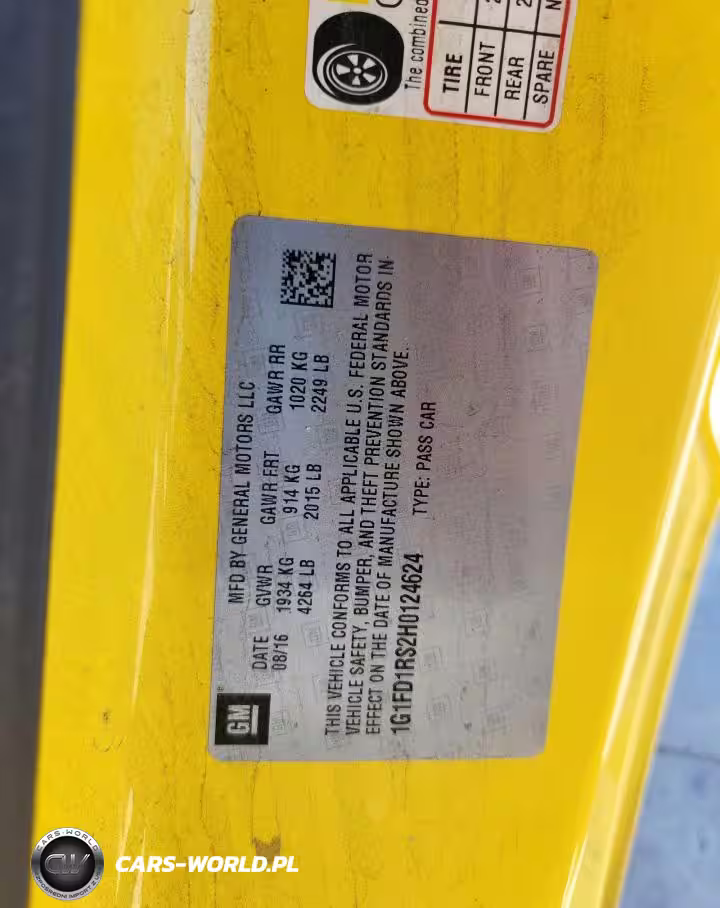 The combined
TIRE
FRONT
REAR
SPARE
GM
MFD BY GENERAL MOTORS LLC
DATE GVWR GAWR FRT GAWR RR
08/16 1934 KG 914 KG 1020 KG
4264 LB 2015 LB 2249 LB
THIS VEHICLE CONFORMS TO ALL APPLICABLE U.S. FEDERAL MOTOR
VEHICLE SAFETY, BUMPER, AND THEFT PREVENTION STANDARDS IN
EFFECT ON THE DATE OF MANUFACTURE SHOWN ABOVE.
1G1FD1RS2H0124624 TYPE: PASS CAR
CARS-WORLD
CW
CARS-WORLD.PL